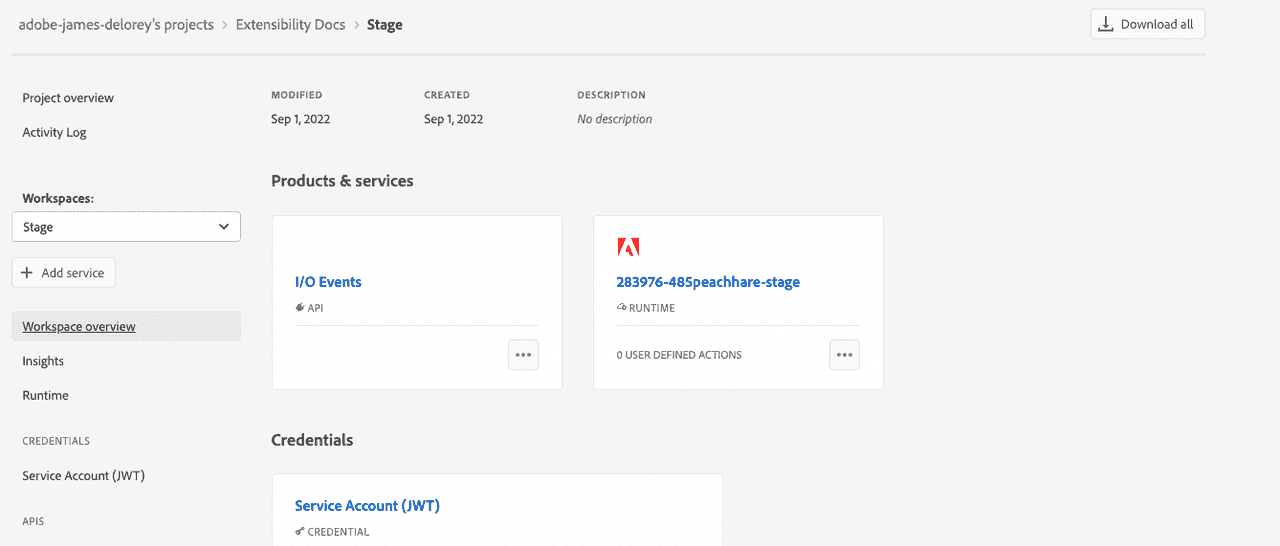 adobe-james-delorey's projects > Extensibility Docs > Stage
Download all
Project overview
Activity Log
Workspaces:
Stage
+ Add service
Workspace overview
Insights
Runtime
CREDENTIALS
Service Account (JWT)
APIS
MODIFIED CREATED DESCRIPTION
Sep 1, 2022 Sep 1, 2022 No description
Products & services
I/O Events
API
283976-485peachhare-stage
RUNTIME
0 USER DEFINED ACTIONS
Credentials
Service Account (JWT)
CREDENTIAL